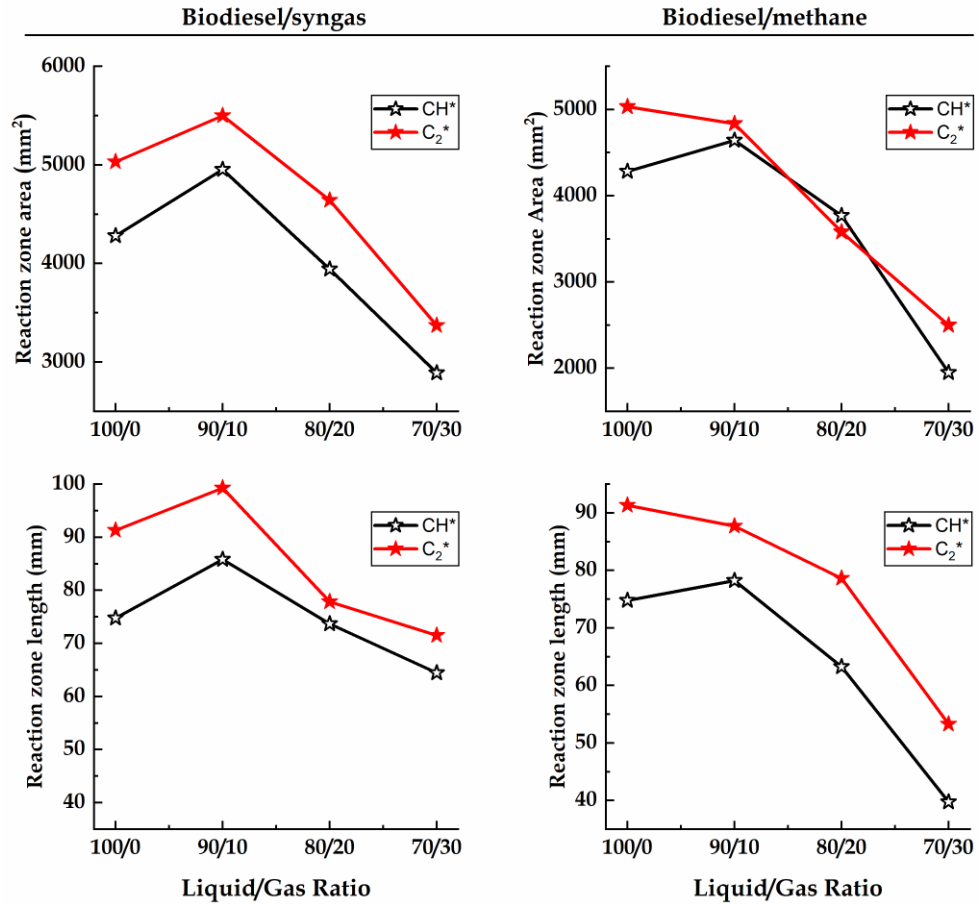 Biodiesel/syngas
Biodiesel/methane
Reaction zone area (mm²)
6000
5000
4000
3000
CH*
C₂*
100/0 90/10 80/20 70/30
Reaction zone Area (mm²)
5000
4000
3000
2000
CH*
C₂*
100/0 90/10 80/20 70/30
Reaction zone length (mm)
100
90
80
70
60
50
40
CH*
C₂*
100/0 90/10 80/20 70/30
Liquid/Gas Ratio
Reaction zone length (mm)
90
80
70
60
50
40
CH*
C₂*
100/0 90/10 80/20 70/30
Liquid/Gas Ratio